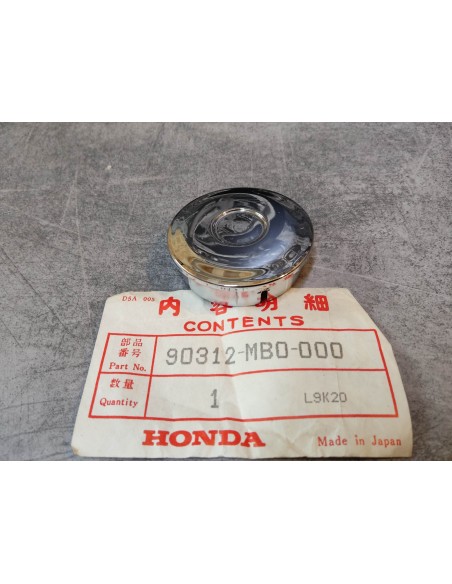 DSA 008
内容明細
CONTENTS
部品
番号 90312-MB0-000
Part No.
数量
Quantity 1 L9K20
HONDA Made in Japan